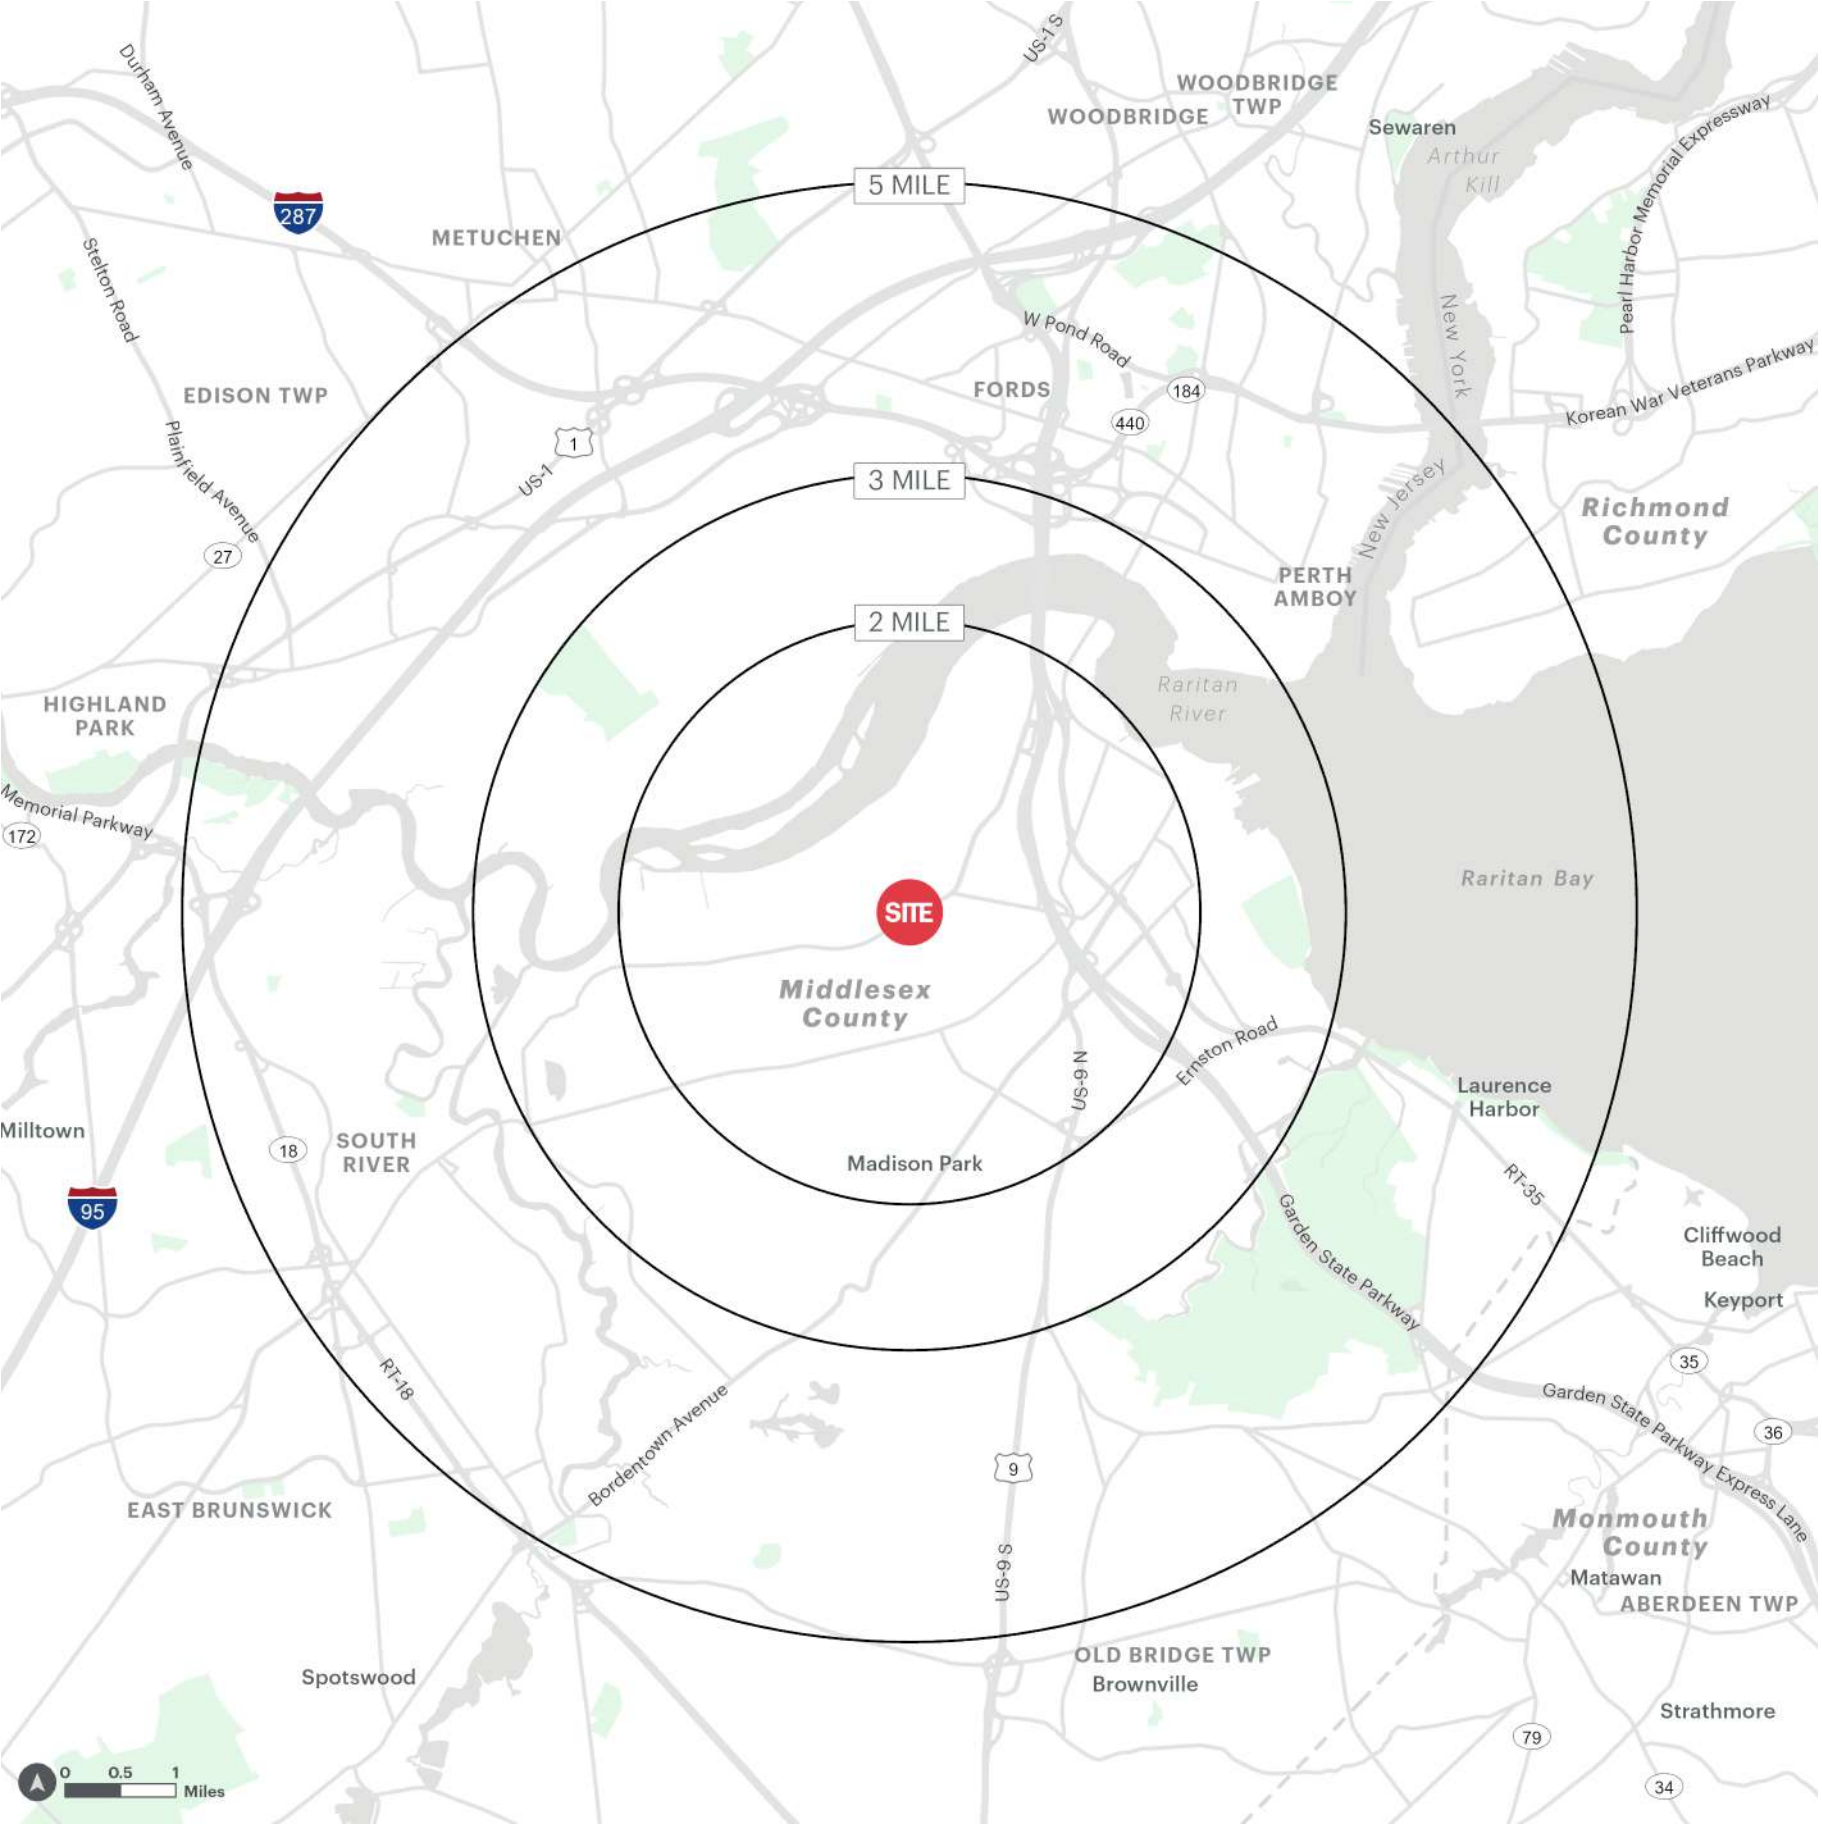 US-1 S
Durham Avenue
WOODBRIDGE
TWP
WOODBRIDGE
Sewaren
Arthur
Kill
Pearl Harbor Memorial Expressway
5 MILE
287
METUCHEN
Stelton Road
New York
W Pond Road
Korean War Veterans Parkway
EDISON TWP
FORDS
184
440
Plainfield Avenue
1
US-1
3 MILE
New Jersey
Richmond
County
27
PERTH
AMBOY
2 MILE
Raritan
River
HIGHLAND
PARK
Memorial Parkway
172
Raritan Bay
SITE
Middlesex
County
Ernston Road
US-9 N
Laurence
Harbor
Milltown
SOUTH
RIVER
18
Madison Park
RT-35
95
Garden State Parkway
Cliffwood
Beach
Keyport
35
RT-18
Bordentown Avenue
Garden State Parkway Express Lane
36
9
EAST BRUNSWICK
Monmouth
County
US-9 S
Matawan
ABERDEEN TWP
OLD BRIDGE TWP
Brownville
Spotswood
Strathmore
79
34
0 0.5 1
Miles